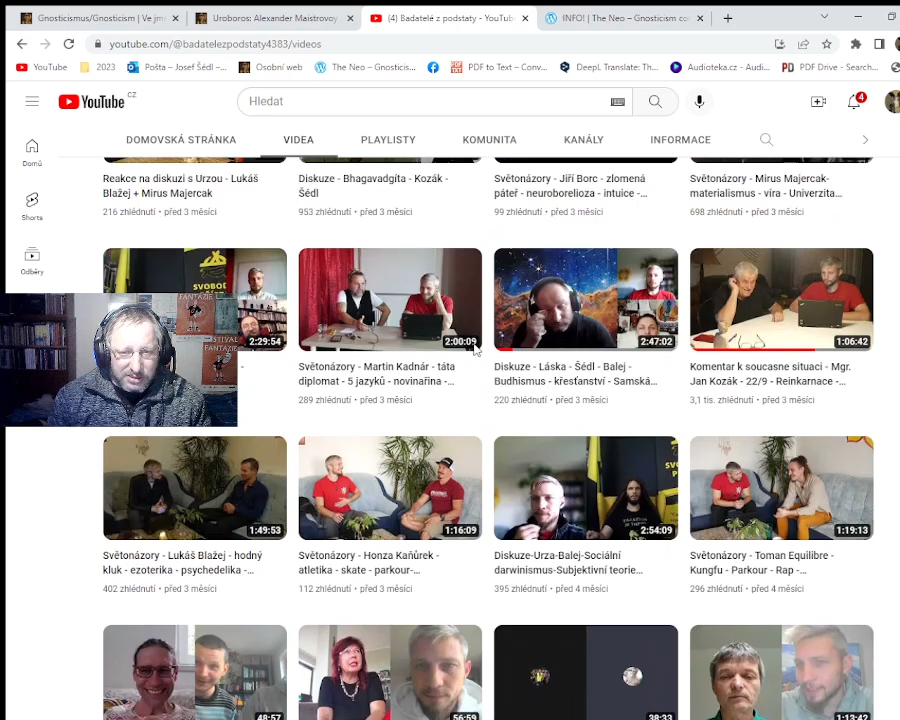 Gnosticismus/Gnosticism | Ve jm
Uroboros: Alexander Maistrovoy
(4) Badatelé z podstaty - YouTub
INFO! | The Neo – Gnosticism co
youtube.com/@badatelezpodstaty4383/videos
YouTube
2023
Pošta – Josef Šédl –...
Osobní web
The Neo – Gnosticis...
PDF to Text – Conv...
DeepL Translate: Th...
Audioteka.cz - Audi...
PDF Drive - Search...
YouTube CZ
Hledat
4
DOMOVSKÁ STRÁNKA
VIDEA
PLAYLISTY
KOMUNITA
KANÁLY
INFORMACE
Domů
Shorts
Odběry
Reakce na diskuzi s Urzou - Lukáš
Blažej + Mirus Majercak
216 zhlédnutí • před 3 měsíci
Diskuze - Bhagavadgíta - Kozák -
Šédl
953 zhlédnutí • před 3 měsíci
Světonázory - Jiří Borc - zlomená
páteř - neuroborelioza - intuice -...
99 zhlédnutí • před 3 měsíci
Světonázory - Mirus Majercak-
materialismus - víra - Univerzita...
698 zhlédnutí • před 3 měsíci
SVOBO
2:29:54
-
FANTAZIE
FESTIVAL
FANTAZIE
2:00:09
Světonázory - Martin Kadnár - táta
diplomat - 5 jazyků - novinařina -...
289 zhlédnutí • před 3 měsíci
2:47:02
Diskuze - Láska - Šédl - Balej -
Budhismus - křesťanství - Samská...
220 zhlédnutí • před 3 měsíci
1:06:42
Komentar k soucasne situaci - Mgr.
Jan Kozák - 22/9 - Reinkarnace -...
3,1 tis. zhlédnutí • před 3 měsíci
1:49:53
Světonázory - Lukáš Blažej - hodný
kluk - ezoterika - psychedelika -...
402 zhlédnutí • před 3 měsíci
1:16:09
Světonázory - Honza Kaňůrek -
atletika - skate - parkour-...
112 zhlédnutí • před 3 měsíci
2:54:09
Diskuze-Urza-Balej-Sociální
darwinismus-Subjektivní teorie...
395 zhlédnutí • před 4 měsíci
1:19:13
Světonázory - Toman Equilibre -
Kungfu - Parkour - Rap -...
296 zhlédnutí • před 4 měsíci
48:57
56:59
38:33
1:13:42